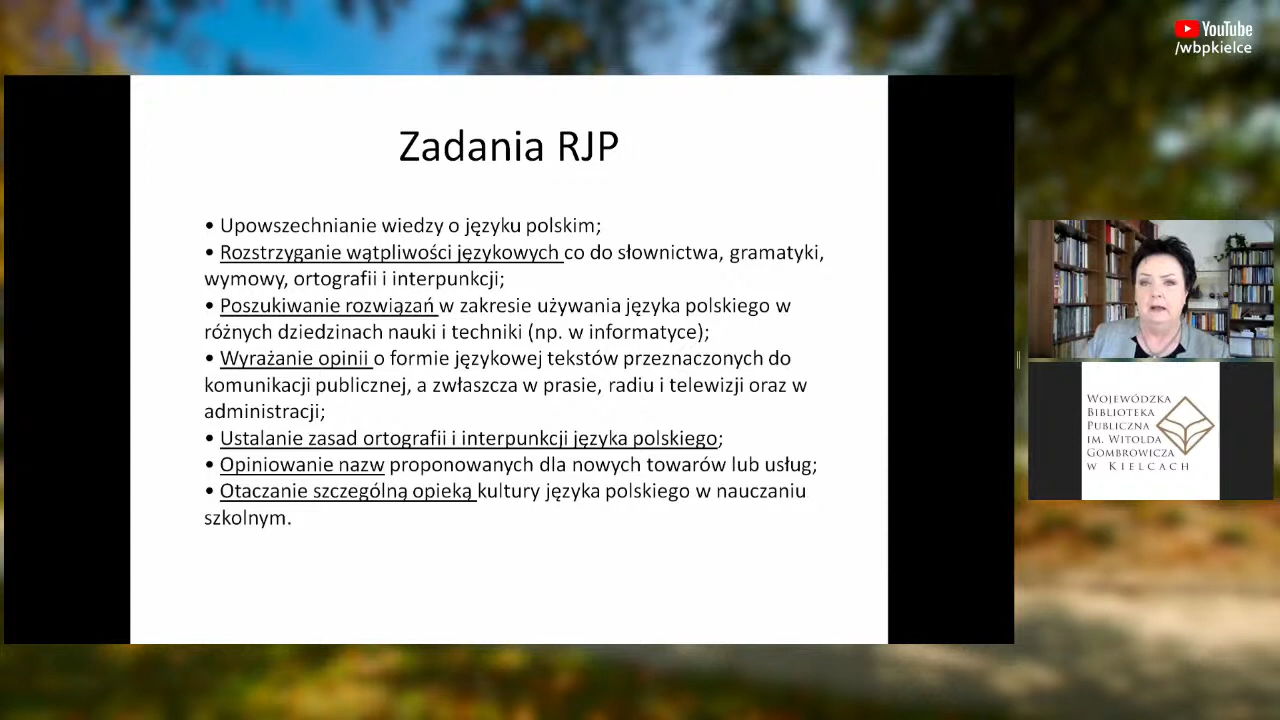 YouTube
/wbpkielce
Zadania RJP
• Upowszechnianie wiedzy o języku polskim;
• Rozstrzyganie wątpliwości językowych co do słownictwa, gramatyki,
wymowy, ortografii i interpunkcji;
• Poszukiwanie rozwiązań w zakresie używania języka polskiego w
różnych dziedzinach nauki i techniki (np. w informatyce);
• Wyrażanie opinii o formie językowej tekstów przeznaczonych do
komunikacji publicznej, a zwłaszcza w prasie, radiu i telewizji oraz w
administracji;
• Ustalanie zasad ortografii i interpunkcji języka polskiego;
• Opiniowanie nazw proponowanych dla nowych towarów lub usług;
• Otaczanie szczególną opieką kultury języka polskiego w nauczaniu
szkolnym.
Wojewódzka
Biblioteka
Publiczna
im. Witolda
Gombrowicza
w Kielcach